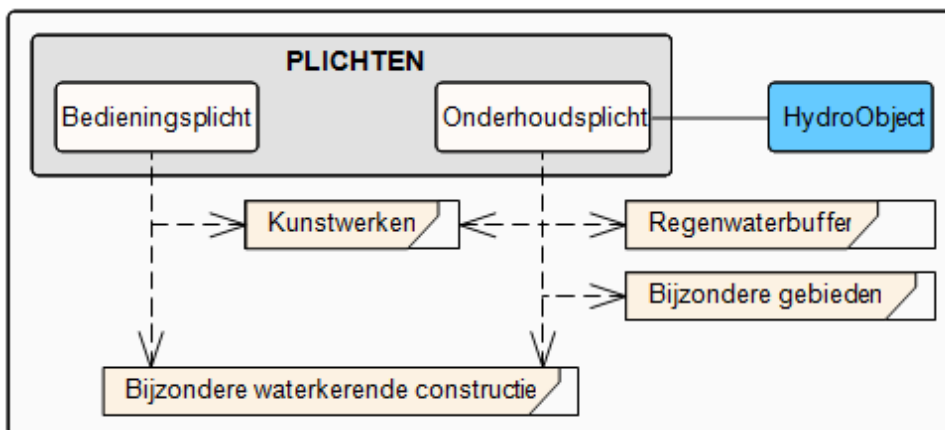 PLICHTEN
Bedieningsplicht
Onderhoudsplicht
HydroObject
Kunstwerken
Regenwaterbuffer
Bijzondere gebieden
Bijzondere waterkerende constructie